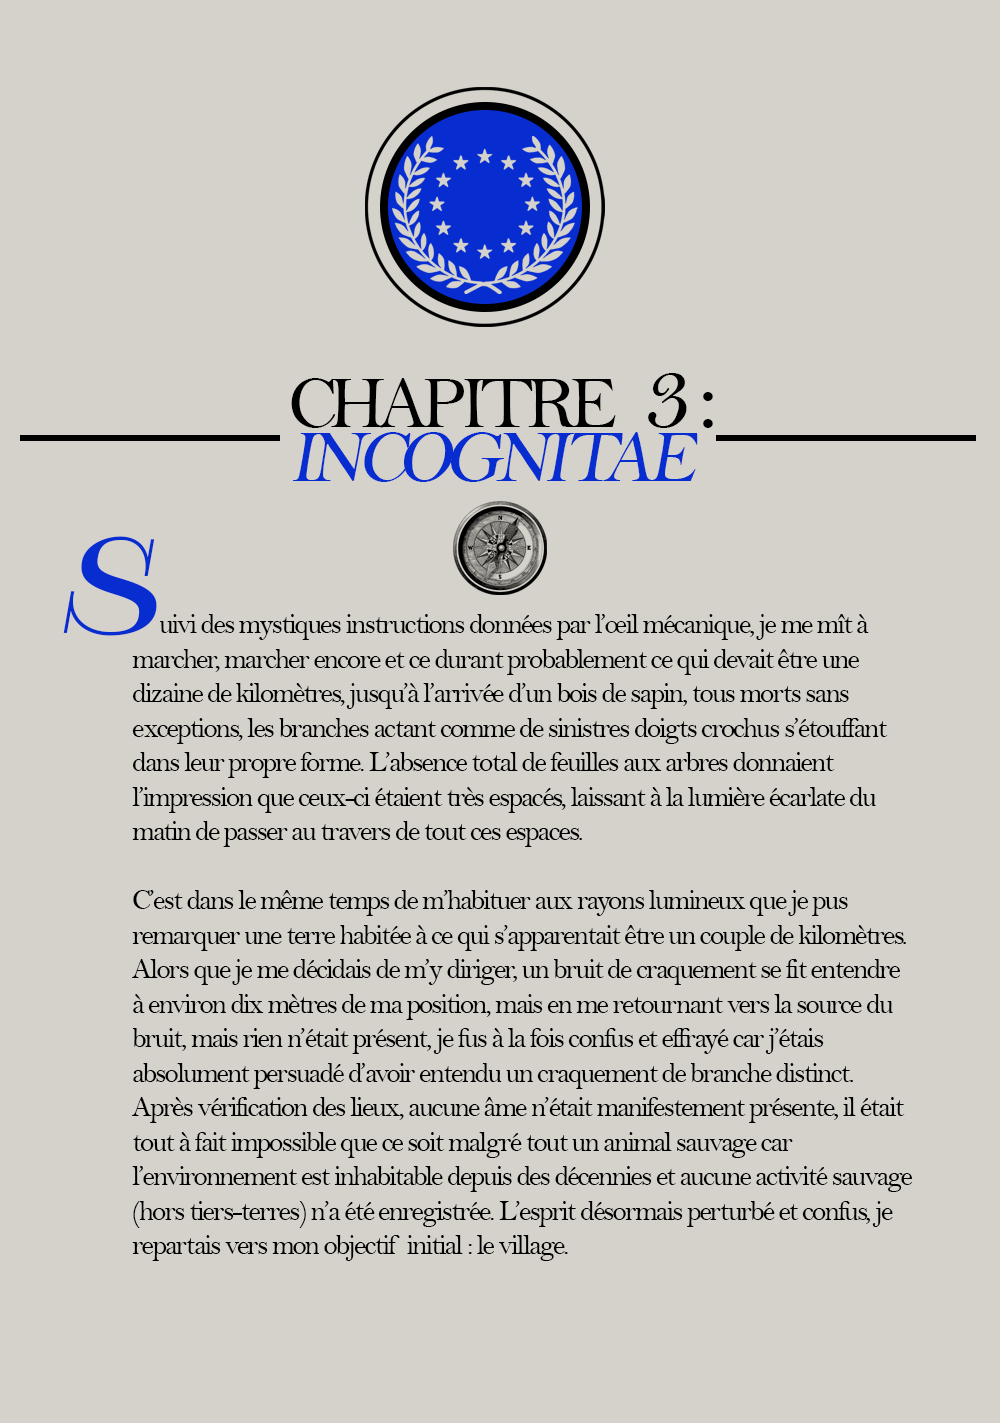 CHAPITRE 3 :
INCOGNITAE
N
W E
S
Suivi des mystiques instructions données par l'œil mécanique, je me mît à
marcher, marcher encore et ce durant probablement ce qui devait être une
dizaine de kilomètres, jusqu'à l'arrivée d'un bois de sapin, tous morts sans
exceptions, les branches actant comme de sinistres doigts crochus s'étouffant
dans leur propre forme. L'absence total de feuilles aux arbres donnaient
l'impression que ceux-ci étaient très espacés, laissant à la lumière écarlate du
matin de passer au travers de tout ces espaces.
C'est dans le même temps de m'habituer aux rayons lumineux que je pus
remarquer une terre habitée à ce qui s'apparentait être un couple de kilomètres.
Alors que je me décidais de m'y diriger, un bruit de craquement se fit entendre
à environ dix mètres de ma position, mais en me retournant vers la source du
bruit, mais rien n'était présent, je fus à la fois confus et effrayé car j'étais
absolument persuadé d'avoir entendu un craquement de branche distinct.
Après vérification des lieux, aucune âme n'était manifestement présente, il était
tout à fait impossible que ce soit malgré tout un animal sauvage car
l'environnement est inhabitable depuis des décennies et aucune activité sauvage
(hors tiers-terres) n'a été enregistrée. L'esprit désormais perturbé et confus, je
repartais vers mon objectif initial : le village.